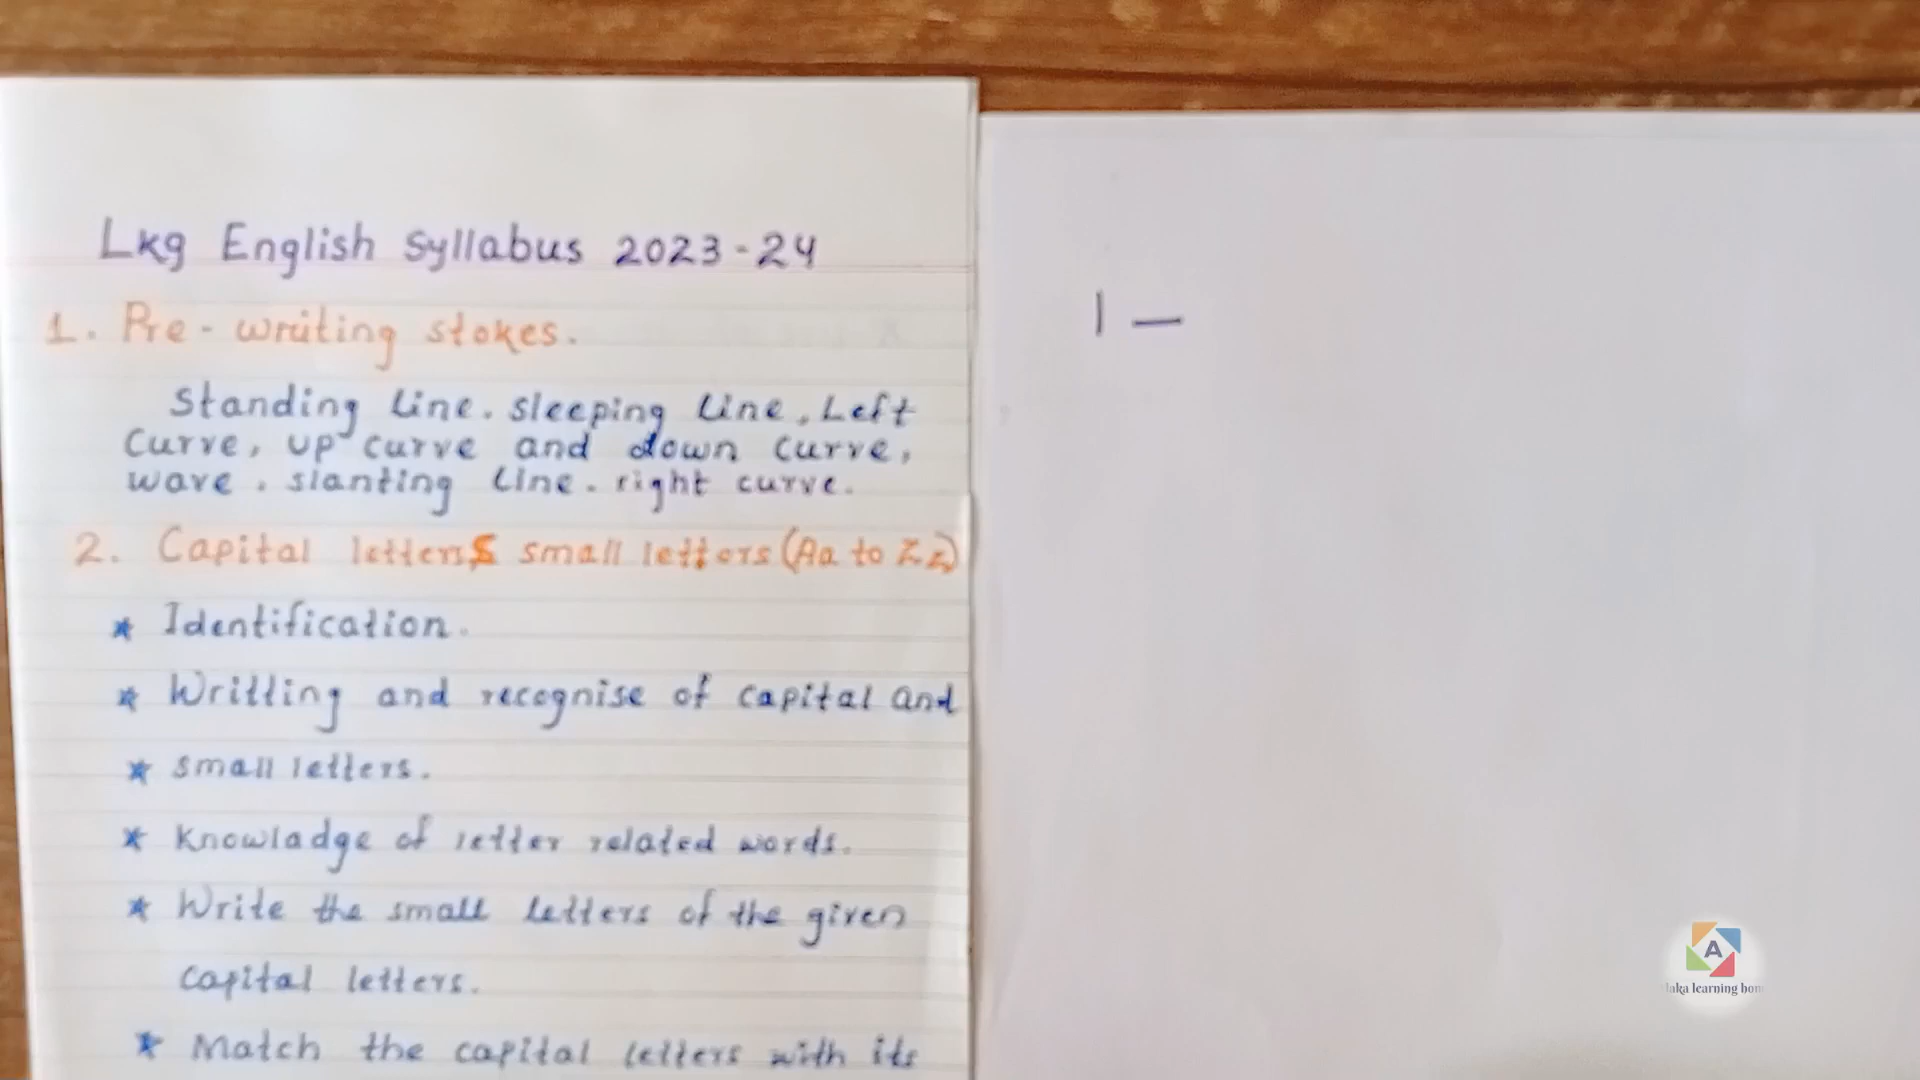 Lkg English Syllabus 2023-24
1. Pre-writing stokes.
Standing line. sleeping line, Left
curve, up curve and down curve,
wave. slanting line. right curve.
2. Capital letters small letters (Aa to Zz)
* Identification.
* Writting and recognise of capital and
* small letters.
* Knowladge of letter related words.
* Write the small letters of the given
capital letters.
* Match the capital letters with its
A
learning